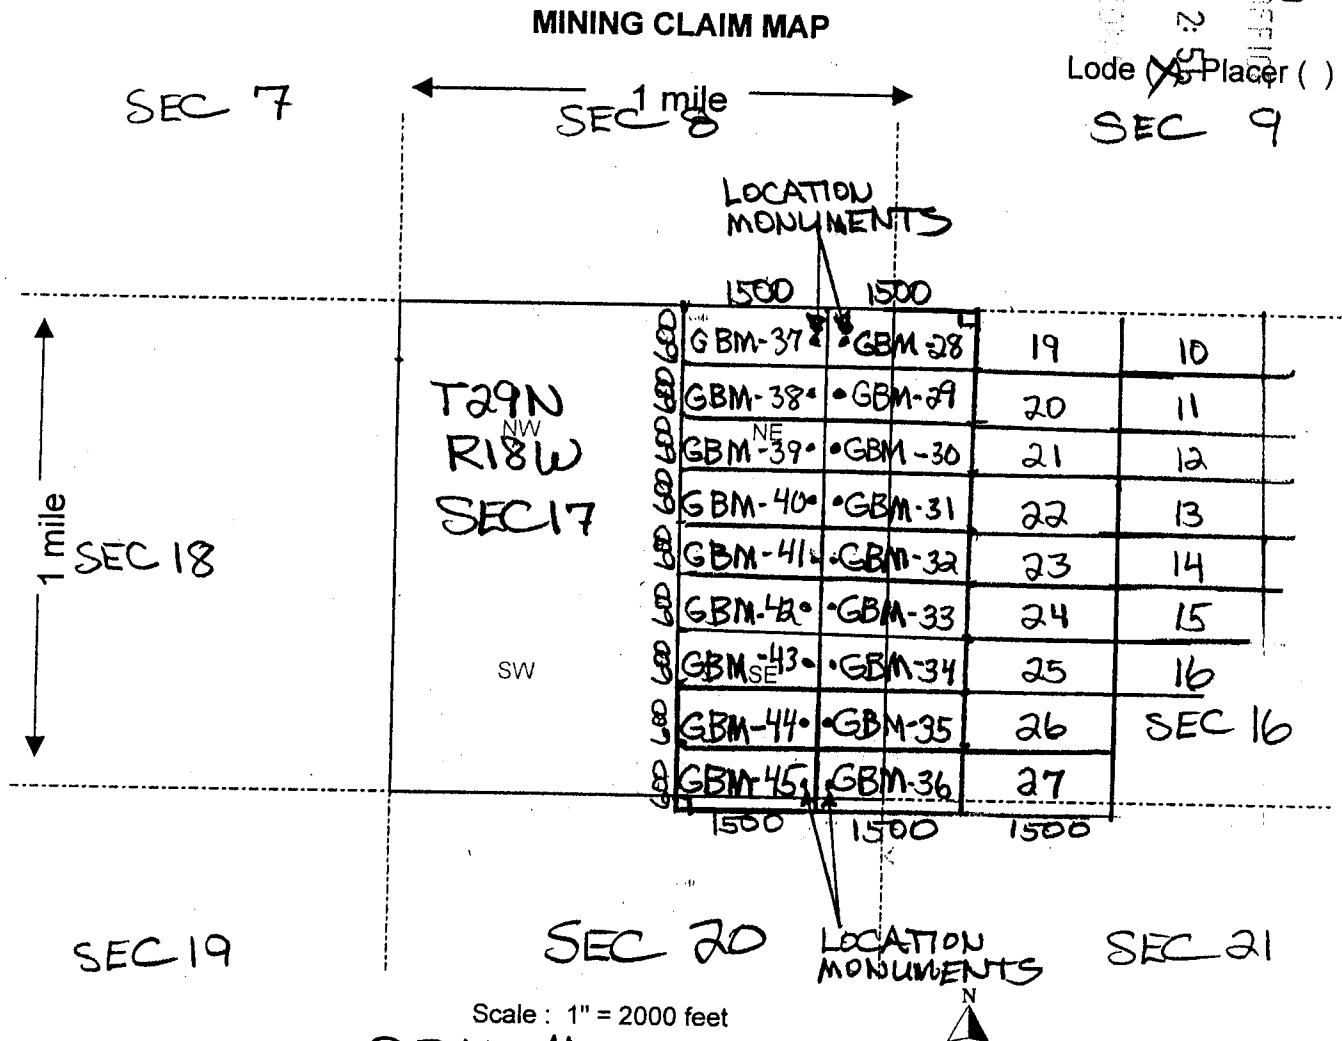 MINING CLAIM MAP
2:51
Lode (X) Placer ( )
SEC 7
1 mile
SEC 8
SEC 9
LOCATION
MONUMENTS
1500 1500
600 GBM-37 GBM-28 19 10
600 GBM-38 GBM-29 20 11
600 GBM-39 GBM-30 21 12
600 GBM-40 GBM-31 22 13
600 GBM-41 GBM-32 23 14
600 GBM-42 GBM-33 24 15
600 GBM-43 GBM-34 25 16
600 GBM-44 GBM-35 26 SEC 16
600 GBM-45 GBM-36 27
T29N
NW
R18W
SEC17
NE
1 mile
SEC 18
SW
SE
1500 1500 1500
SEC 19
SEC 20
LOCATION
MONUMENTS
SEC 21
N
Scale : 1" = 2000 feet